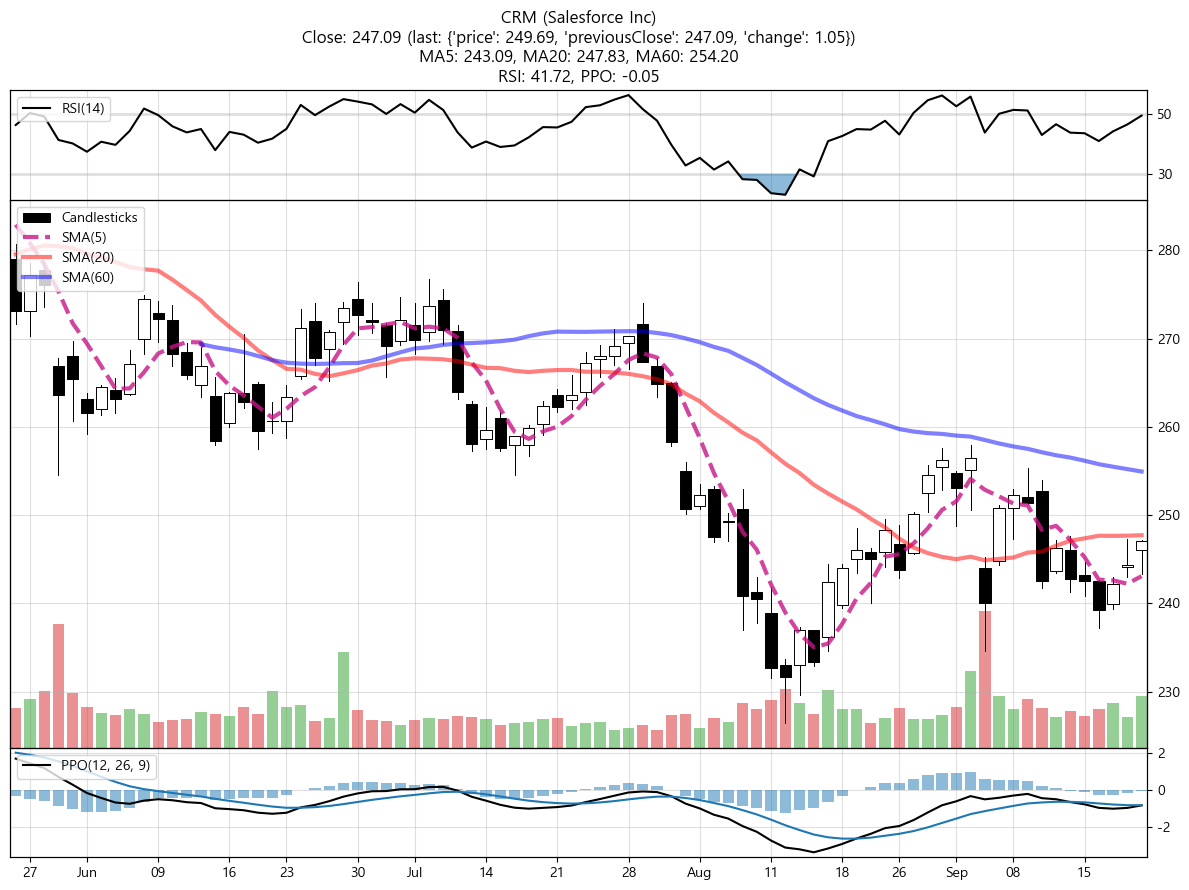 CRM (Salesforce Inc)
Close: 247.09 (last: {'price': 249.69, 'previousClose': 247.09, 'change': 1.05})
MA5: 243.09, MA20: 247.83, MA60: 254.20
RSI: 41.72, PPO: -0.05
RSI(14)
50
30
Candlesticks
SMA(5)
SMA(20)
SMA(60)
280
270
260
250
240
230
PPO(12, 26, 9)
2
0
-2
27 Jun 09 16 23 30 Jul 14 21 28 Aug 11 18 26 Sep 08 15